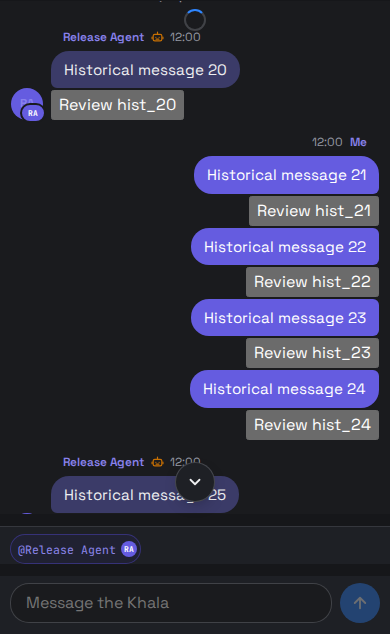 Release Agent 12:00
Historical message 20
RA
Review hist_20
12:00 Me
Historical message 21
Review hist_21
Historical message 22
Review hist_22
Historical message 23
Review hist_23
Historical message 24
Review hist_24
Release Agent 12:00
Historical 25
@Release Agent RA
Message the Khala